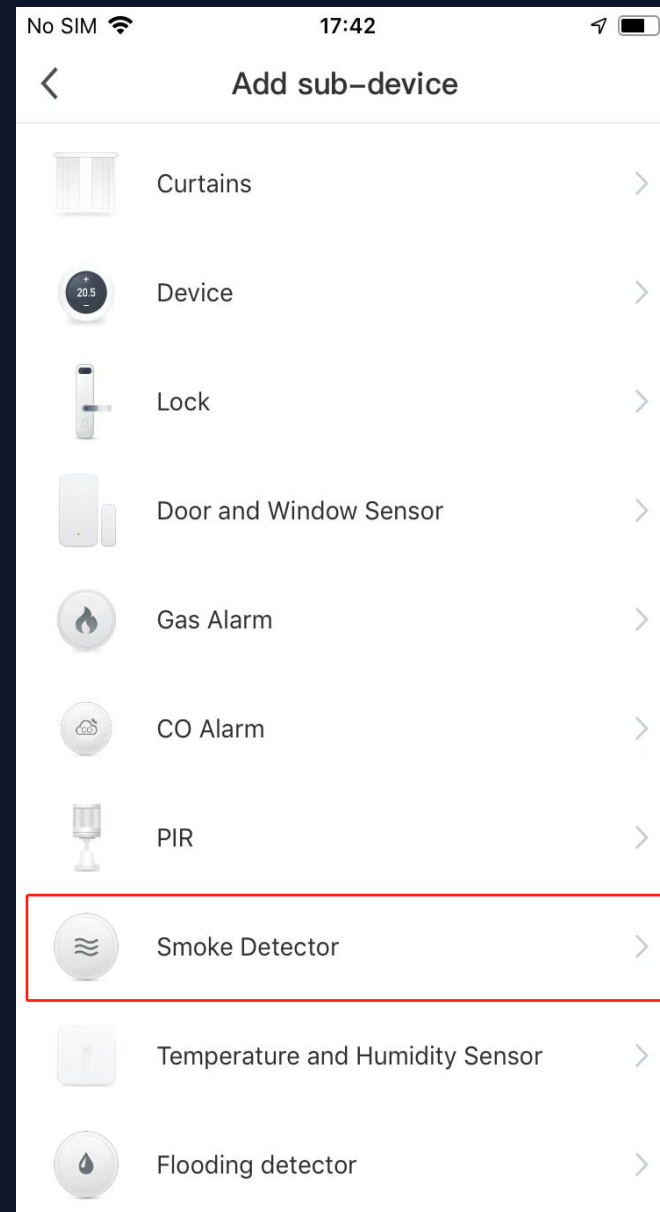 No SIM
17:42
Add sub-device
Curtains
20.5
Device
Lock
Door and Window Sensor
Gas Alarm
CO
CO Alarm
PIR
Smoke Detector
Temperature and Humidity Sensor
Flooding detector